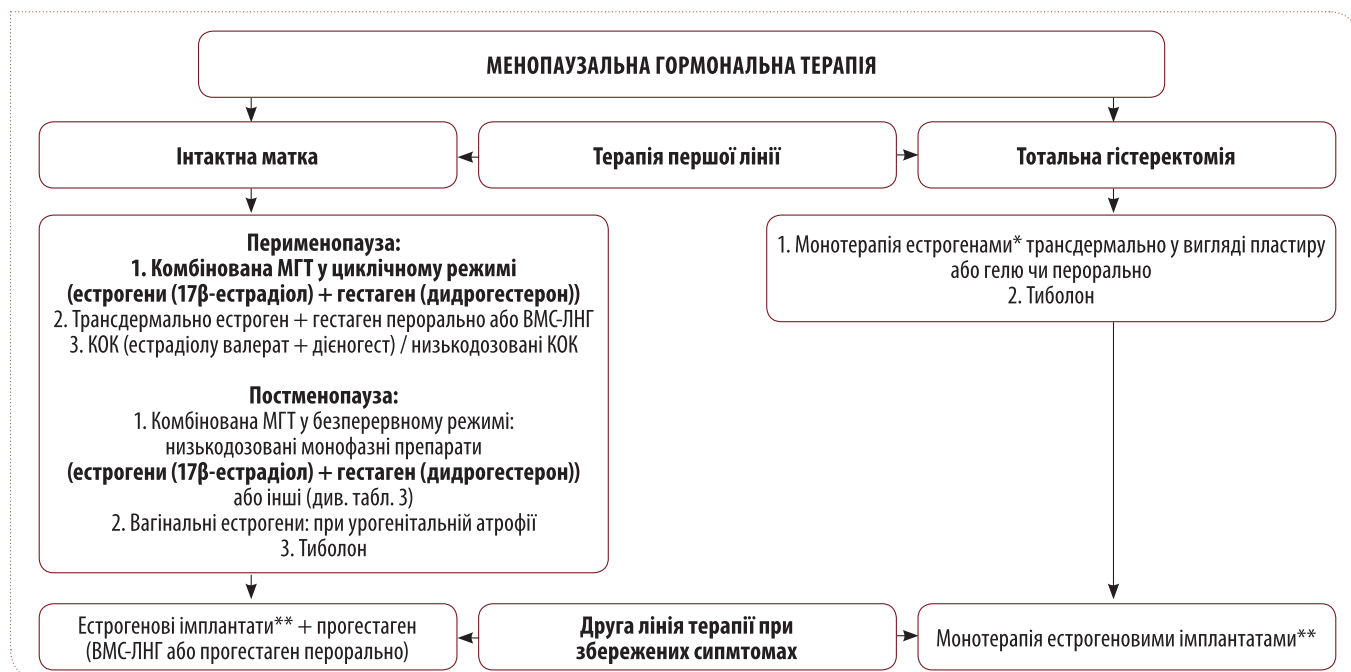 МЕНОПАУЗАЛЬНА ГОРМОНАЛЬНА ТЕРАПІЯ
Інтактна матка
Терапія першої лінії
Тотальна гістеректомія
Перименопауза:
1. Комбінована МГТ у циклічному режимі
(естрогени (17β-естрадіол) + гестаген (дидрогестерон))
2. Трансдермально естроген + гестаген перорально або ВМС-ЛНГ
3. КОК (естрадіолу валерат + дієногест) / низькодозовані КОК
Постменопауза:
1. Комбінована МГТ у безперервному режимі:
низькодозовані монофазні препарати
(естрогени (17β-естрадіол) + гестаген (дидрогестерон))
або інші (див. табл. 3)
2. Вагінальні естрогени: при урогенітальній атрофії
3. Тиболон
1. Монотерапія естрогенами* трансдермально у вигляді пластиру
або гелю чи перорально
2. Тиболон
Естрогенові імплантати** + прогестаген
(ВМС-ЛНГ або прогестаген перорально)
Друга лінія терапії при
збережених сипмтомах
Монотерапія естрогеновими імплантатами**